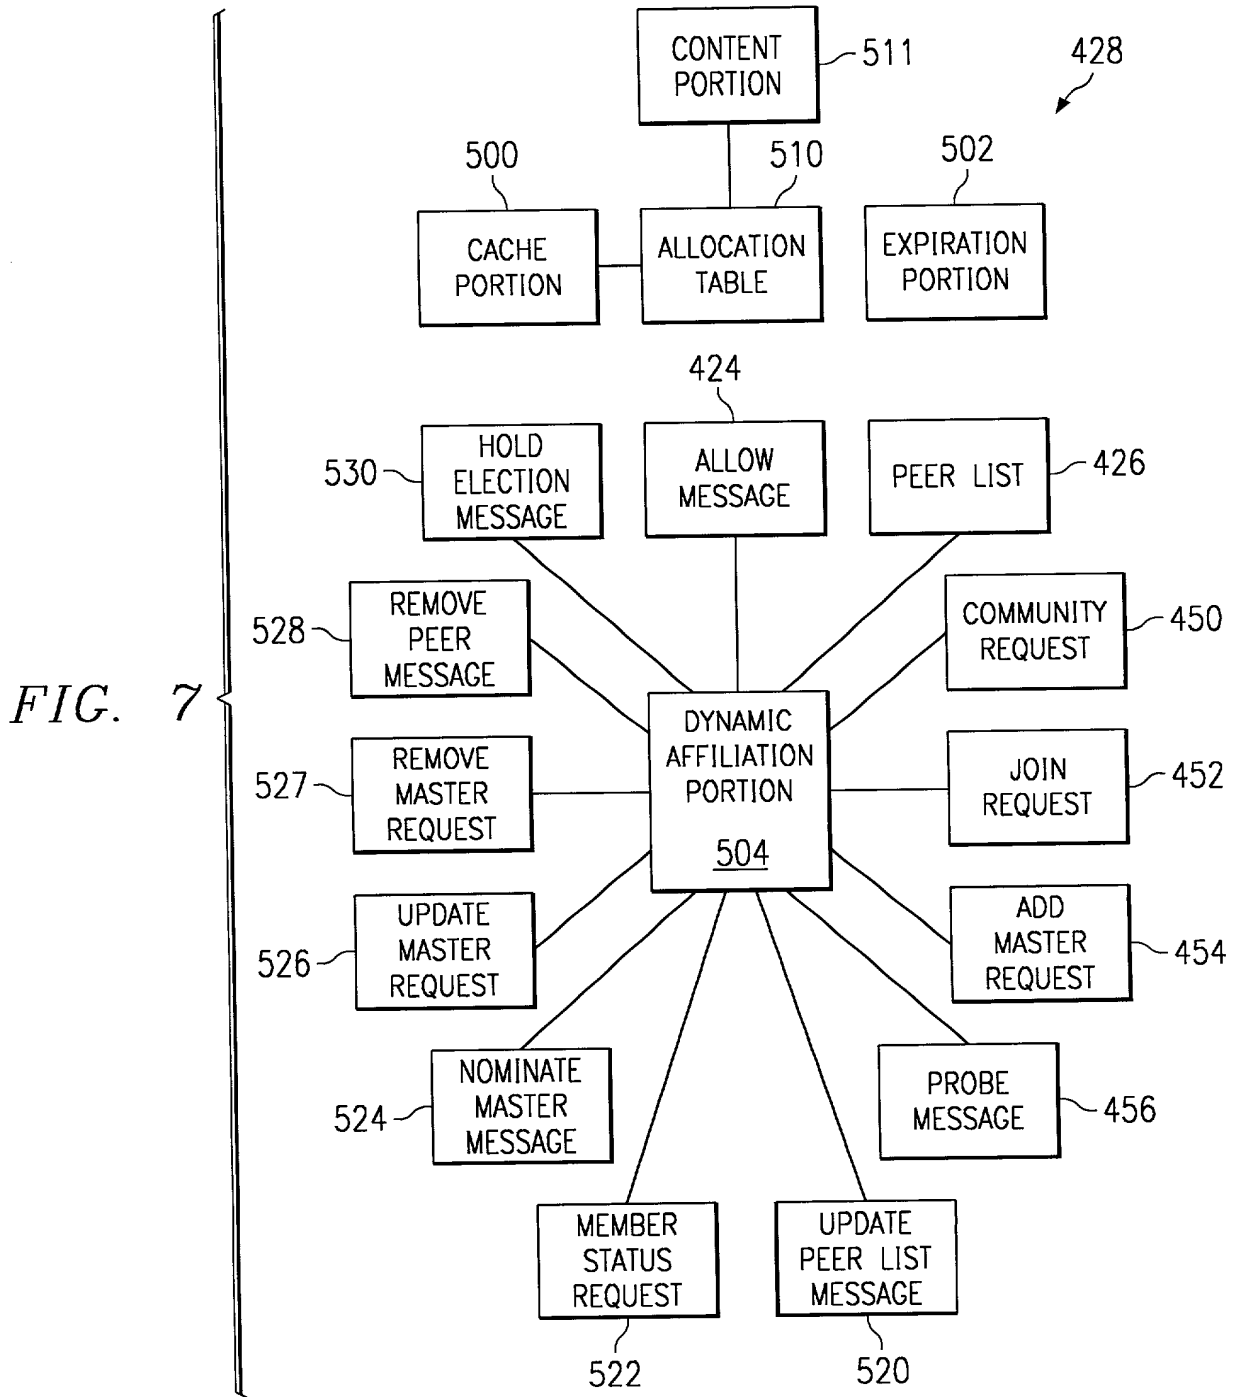 CONTENT
PORTION
511
428
500
510
502
CACHE
PORTION
ALLOCATION
TABLE
EXPIRATION
PORTION
424
HOLD
ELECTION
MESSAGE
530
ALLOW
MESSAGE
PEER LIST
426
REMOVE
PEER
MESSAGE
528
COMMUNITY
REQUEST
450
FIG. 7
DYNAMIC
AFFILIATION
PORTION
504
REMOVE
MASTER
REQUEST
527
JOIN
REQUEST
452
UPDATE
MASTER
REQUEST
526
ADD
MASTER
REQUEST
454
NOMINATE
MASTER
MESSAGE
524
PROBE
MESSAGE
456
MEMBER
STATUS
REQUEST
522
UPDATE
PEER LIST
MESSAGE
520